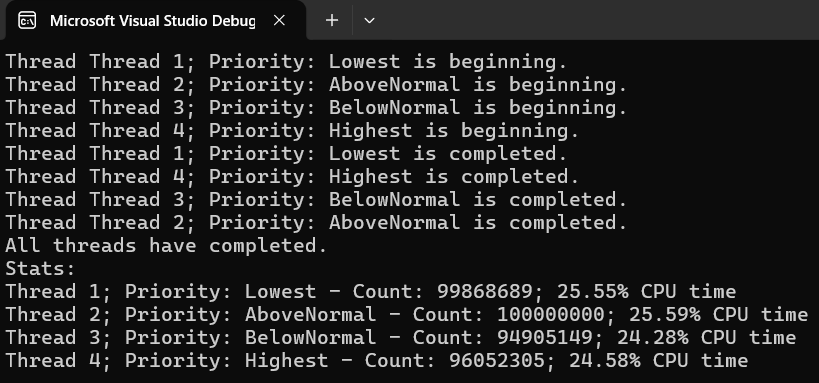 Microsoft Visual Studio Debug
Thread Thread 1; Priority: Lowest is beginning.
Thread Thread 2; Priority: AboveNormal is beginning.
Thread Thread 3; Priority: BelowNormal is beginning.
Thread Thread 4; Priority: Highest is beginning.
Thread Thread 1; Priority: Lowest is completed.
Thread Thread 4; Priority: Highest is completed.
Thread Thread 3; Priority: BelowNormal is completed.
Thread Thread 2; Priority: AboveNormal is completed.
All threads have completed.
Stats:
Thread 1; Priority: Lowest - Count: 99868689; 25.55% CPU time
Thread 2; Priority: AboveNormal - Count: 100000000; 25.59% CPU time
Thread 3; Priority: BelowNormal - Count: 94905149; 24.28% CPU time
Thread 4; Priority: Highest - Count: 96052305; 24.58% CPU time